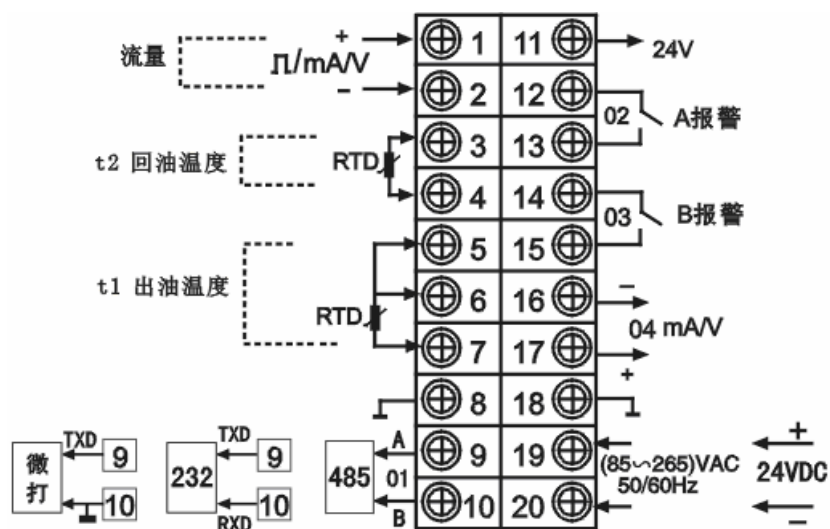 流量
+
⎍/mA/V
−
t2 回油温度
RTD
t1 出油温度
RTD
1 11
2 12
3 13
4 14
5 15
6 16
7 17
8 18
9 19
10 20
24V
02 A报警
03 B报警
−
04 mA/V
+
微打
TXD
9
10
232
TXD
9
10
RXD
485
A
01
B
(85～265)VAC
50/60Hz
+
24VDC
−